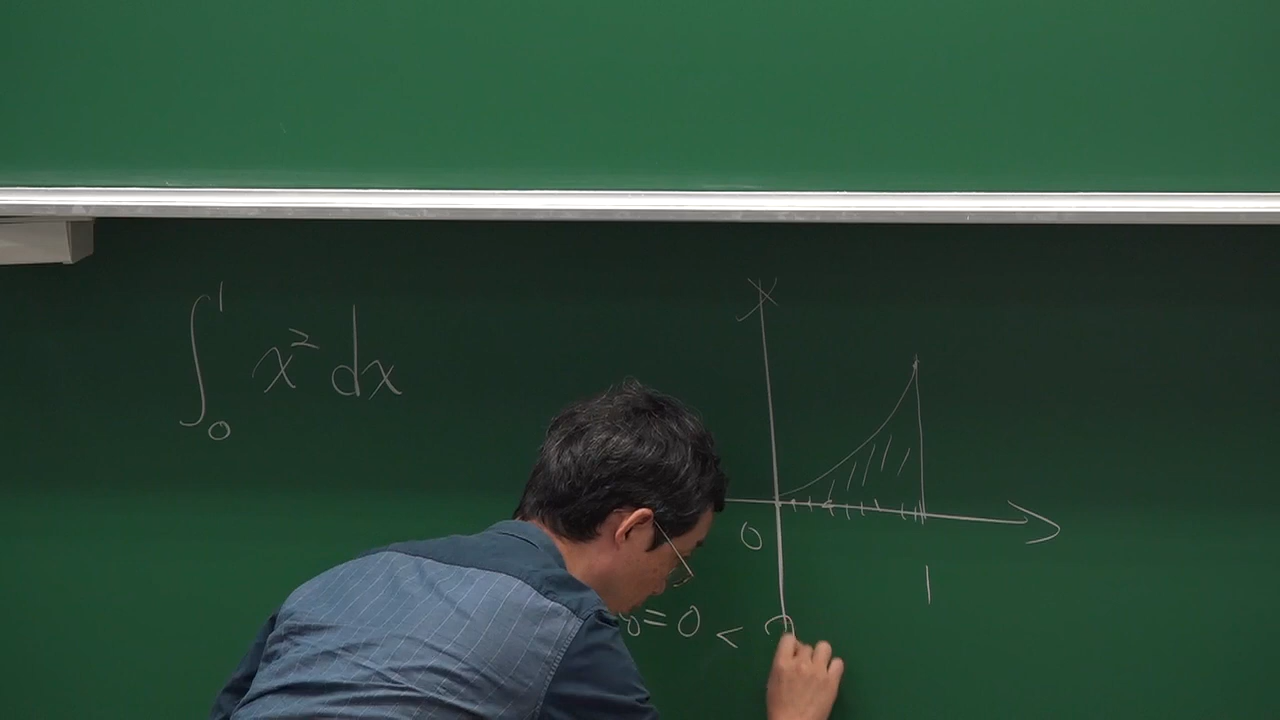 ∫₀¹ x² dx
0
1
₀ = 0 <